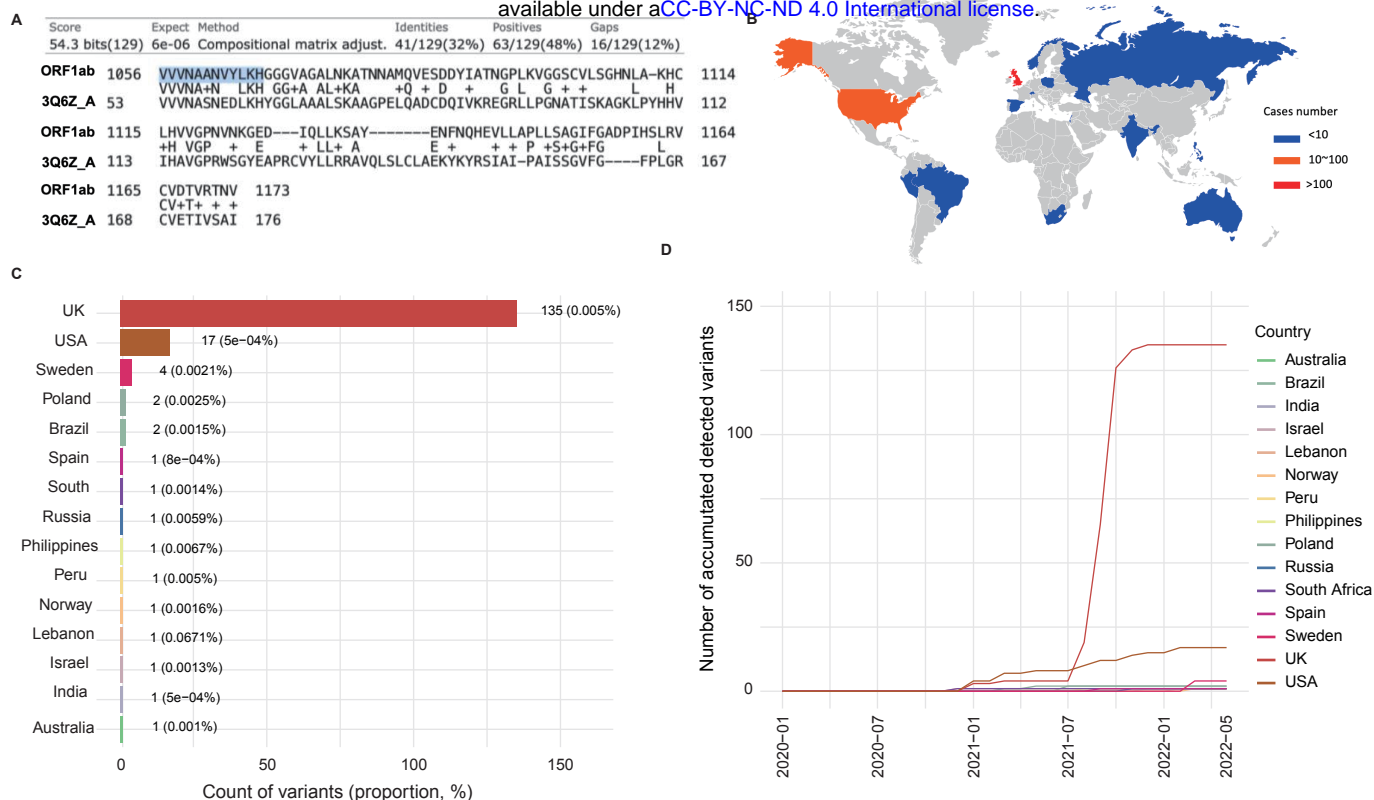 available under aCC-BY-NC-ND 4.0 International license.
A
Score Expect Method Identities Positives Gaps
54.3 bits(129) 6e-06 Compositional matrix adjust. 41/129(32%) 63/129(48%) 16/129(12%)
ORF1ab 1056 VVVNAANVYLKHGGGVAGALNKATNNAMQVESDDYIATNGPLKVGGSCVLSGHNLA-KHC 1114
VVVNA+N LKH GG+A AL+KA +Q + D + G L G + + L H
3Q6Z_A 53 VVVNASNEDLKHYGGLAAALSKAAGPELQADCDQIVKREGRLLPGNATISKAGKLPYHHV 112
ORF1ab 1115 LHVVGPNVNKGED---IQLLKSAY-------ENFNQHEVLLAPLLSAGIFGADPIHSLRV 1164
+H VGP + E + LL+ A E + + + P +S+G+FG L
3Q6Z_A 113 IHAVGPRWSGYEAPRCVYLLRRAVQLSLCLAEKYKYRSIAI-PAISSGVFG----FPLGR 167
ORF1ab 1165 CVDTVRTNV 1173
CV+T+ + +
3Q6Z_A 168 CVETIVSAI 176
B
Cases number
<10
10~100
>100
C
UK 135 (0.005%)
USA 17 (5e−04%)
Sweden 4 (0.0021%)
Poland 2 (0.0025%)
Brazil 2 (0.0015%)
Spain 1 (8e−04%)
South 1 (0.0014%)
Russia 1 (0.0059%)
Philippines 1 (0.0067%)
Peru 1 (0.005%)
Norway 1 (0.0016%)
Lebanon 1 (0.0671%)
Israel 1 (0.0013%)
India 1 (5e−04%)
Australia 1 (0.001%)
0 50 100 150
Count of variants (proportion, %)
D
Number of accumutated detected variants
150
100
50
0
2020−01
2020−07
2021−01
2021−07
2022−01
2022−05
Country
Australia
Brazil
India
Israel
Lebanon
Norway
Peru
Philippines
Poland
Russia
South Africa
Spain
Sweden
UK
USA